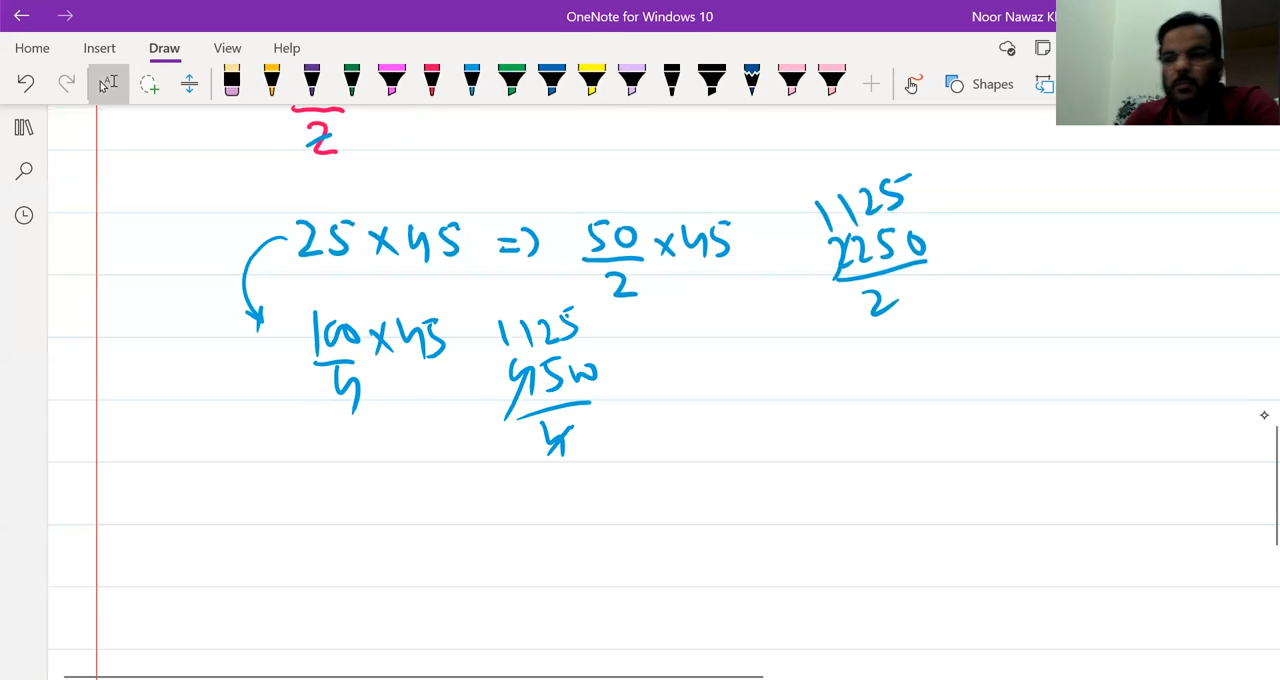 OneNote for Windows 10
Noor Nawaz Kh
Home Insert Draw View Help
Shapes
2
25 × 45 => 50/2 × 45
1125
2250
2
100/4 × 45
1125
4500
4